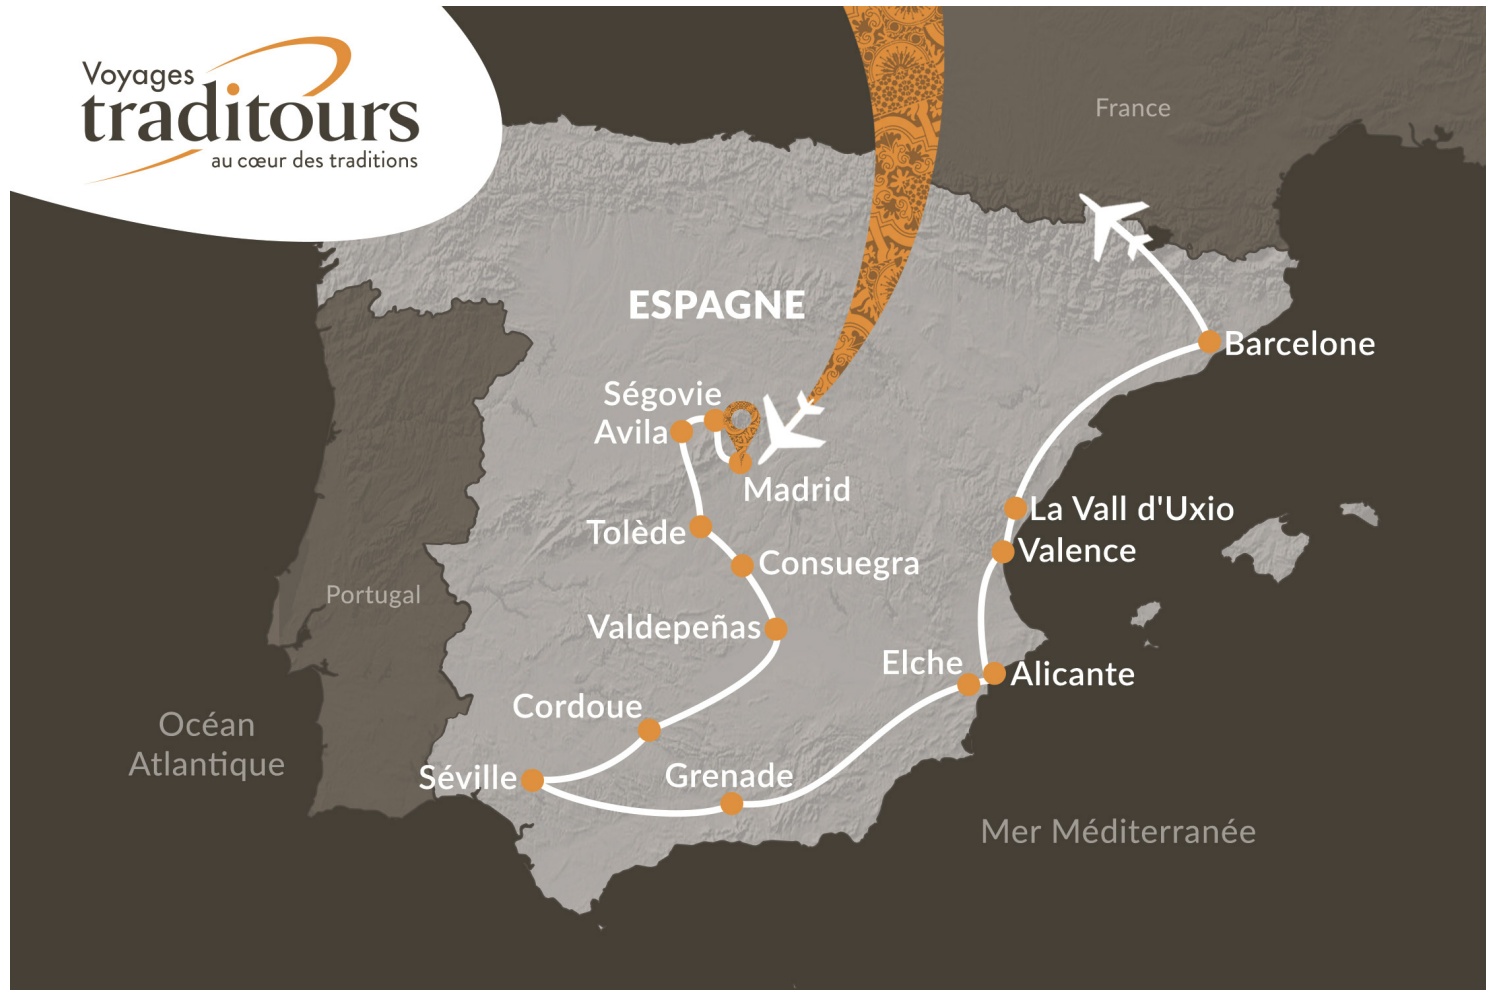 Voyages
traditours
au cœur des traditions
France
ESPAGNE
Barcelone
Ségovie
Avila
Madrid
La Vall d'Uxio
Tolède
Valence
Consuegra
Portugal
Valdepeñas
Elche
Alicante
Cordoue
Océan
Atlantique
Séville
Grenade
Mer Méditerranée